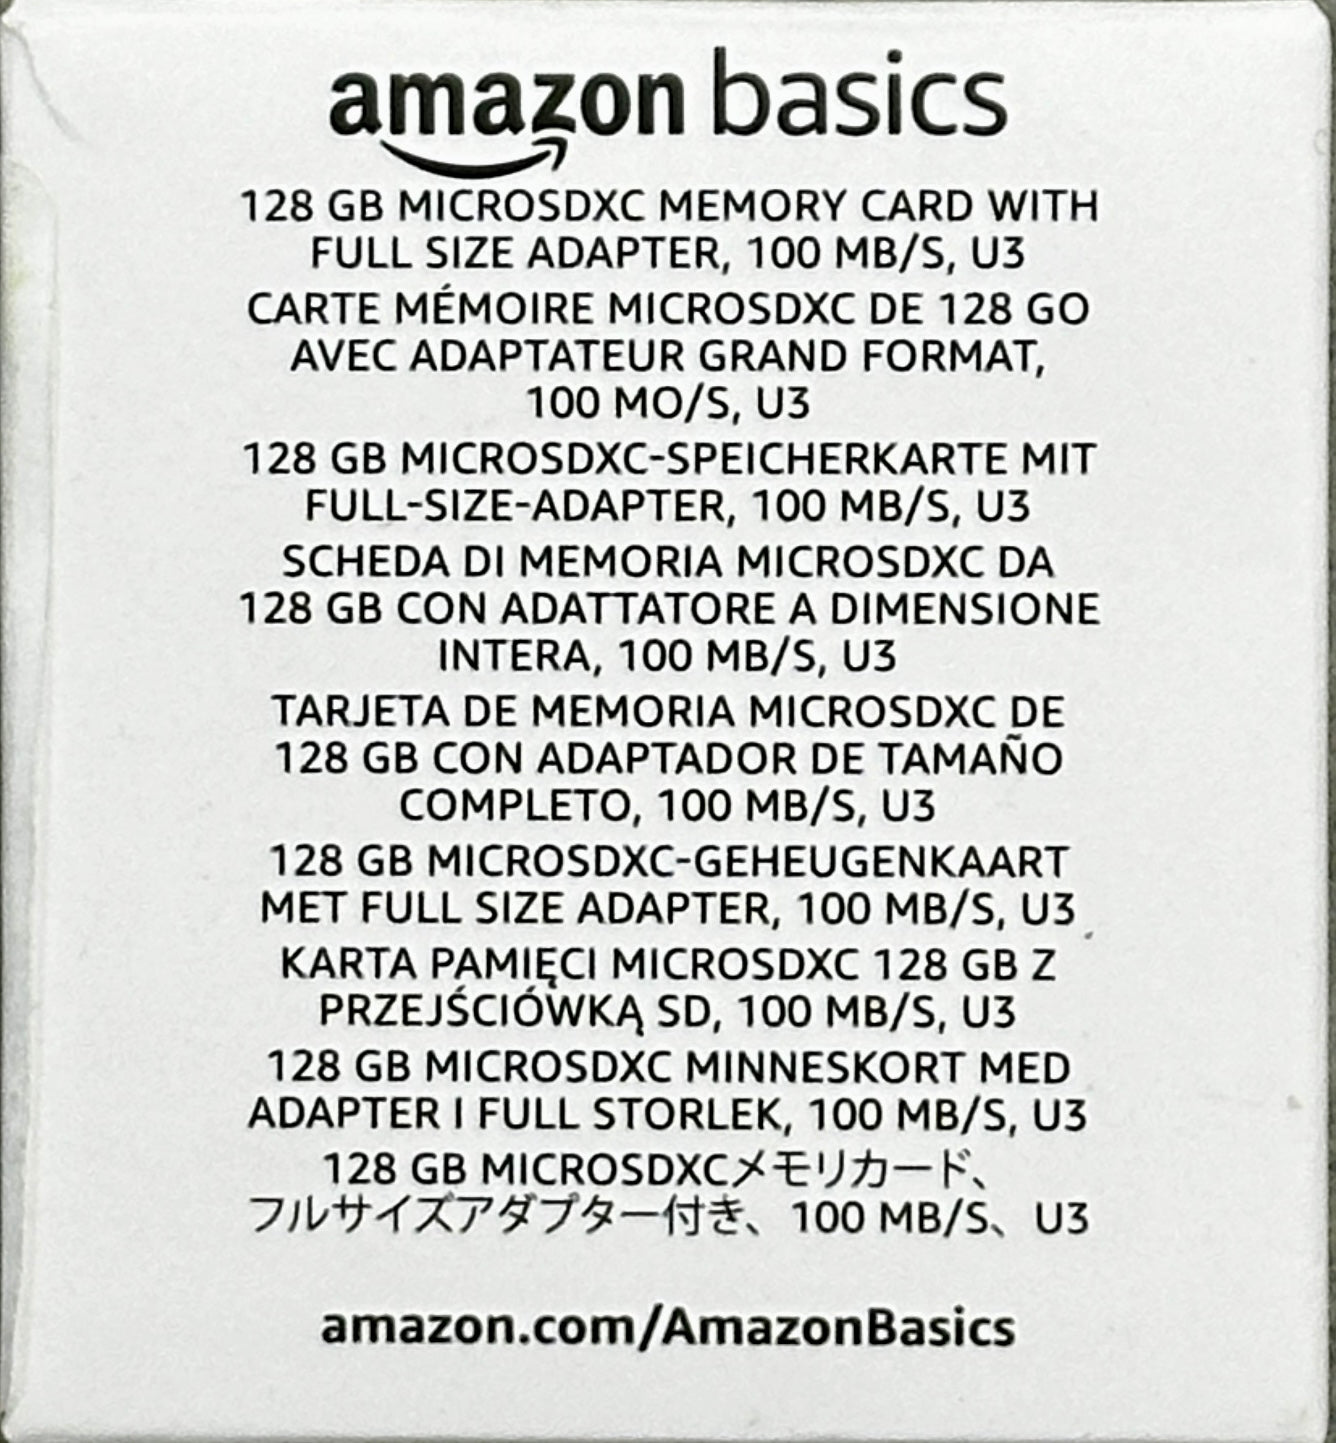 amazon basics
128 GB MICROSDXC MEMORY CARD WITH
FULL SIZE ADAPTER, 100 MB/S, U3
CARTE MÉMOIRE MICROSDXC DE 128 GO
AVEC ADAPTATEUR GRAND FORMAT,
100 MO/S, U3
128 GB MICROSDXC-SPEICHERKARTE MIT
FULL-SIZE-ADAPTER, 100 MB/S, U3
SCHEDA DI MEMORIA MICROSDXC DA
128 GB CON ADATTATORE A DIMENSIONE
INTERA, 100 MB/S, U3
TARJETA DE MEMORIA MICROSDXC DE
128 GB CON ADAPTADOR DE TAMAÑO
COMPLETO, 100 MB/S, U3
128 GB MICROSDXC-GEHEUGENKAART
MET FULL SIZE ADAPTER, 100 MB/S, U3
KARTA PAMIĘCI MICROSDXC 128 GB Z
PRZEJŚCIÓWKĄ SD, 100 MB/S, U3
128 GB MICROSDXC MINNESKORT MED
ADAPTER I FULL STORLEK, 100 MB/S, U3
128 GB MICROSDXCメモリカード、
フルサイズアダプター付き、100 MB/S、U3
amazon.com/AmazonBasics